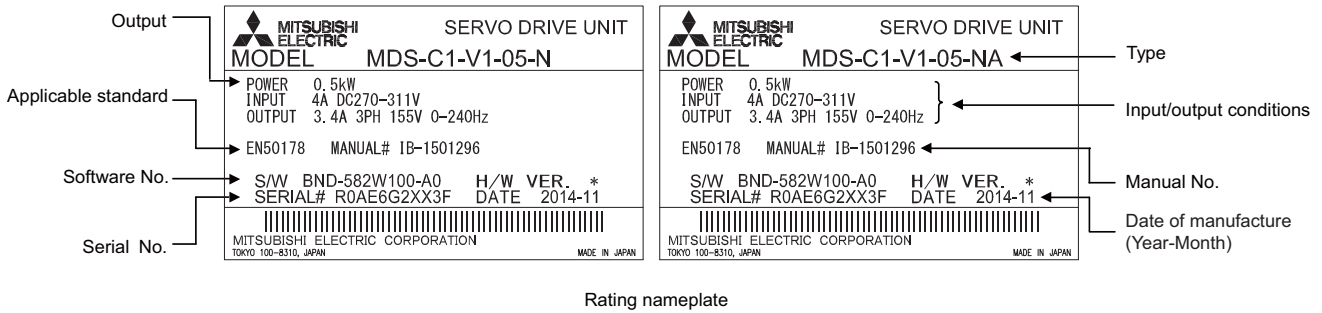 Output
Applicable standard
Software No.
Serial No.
MITSUBISHI
ELECTRIC
SERVO DRIVE UNIT
MODEL MDS-C1-V1-05-N
POWER 0.5kW
INPUT 4A DC270-311V
OUTPUT 3.4A 3PH 155V 0-240Hz
EN50178 MANUAL# IB-1501296
S/W BND-582W100-A0 H/W VER. *
SERIAL# R0AE6G2XX3F DATE 2014-11
MITSUBISHI ELECTRIC CORPORATION
TOKYO 100-8310, JAPAN MADE IN JAPAN
MITSUBISHI
ELECTRIC
SERVO DRIVE UNIT
MODEL MDS-C1-V1-05-NA
POWER 0.5kW
INPUT 4A DC270-311V
OUTPUT 3.4A 3PH 155V 0-240Hz
EN50178 MANUAL# IB-1501296
S/W BND-582W100-A0 H/W VER. *
SERIAL# R0AE6G2XX3F DATE 2014-11
MITSUBISHI ELECTRIC CORPORATION
TOKYO 100-8310, JAPAN MADE IN JAPAN
Type
Input/output conditions
Manual No.
Date of manufacture
(Year-Month)
Rating nameplate